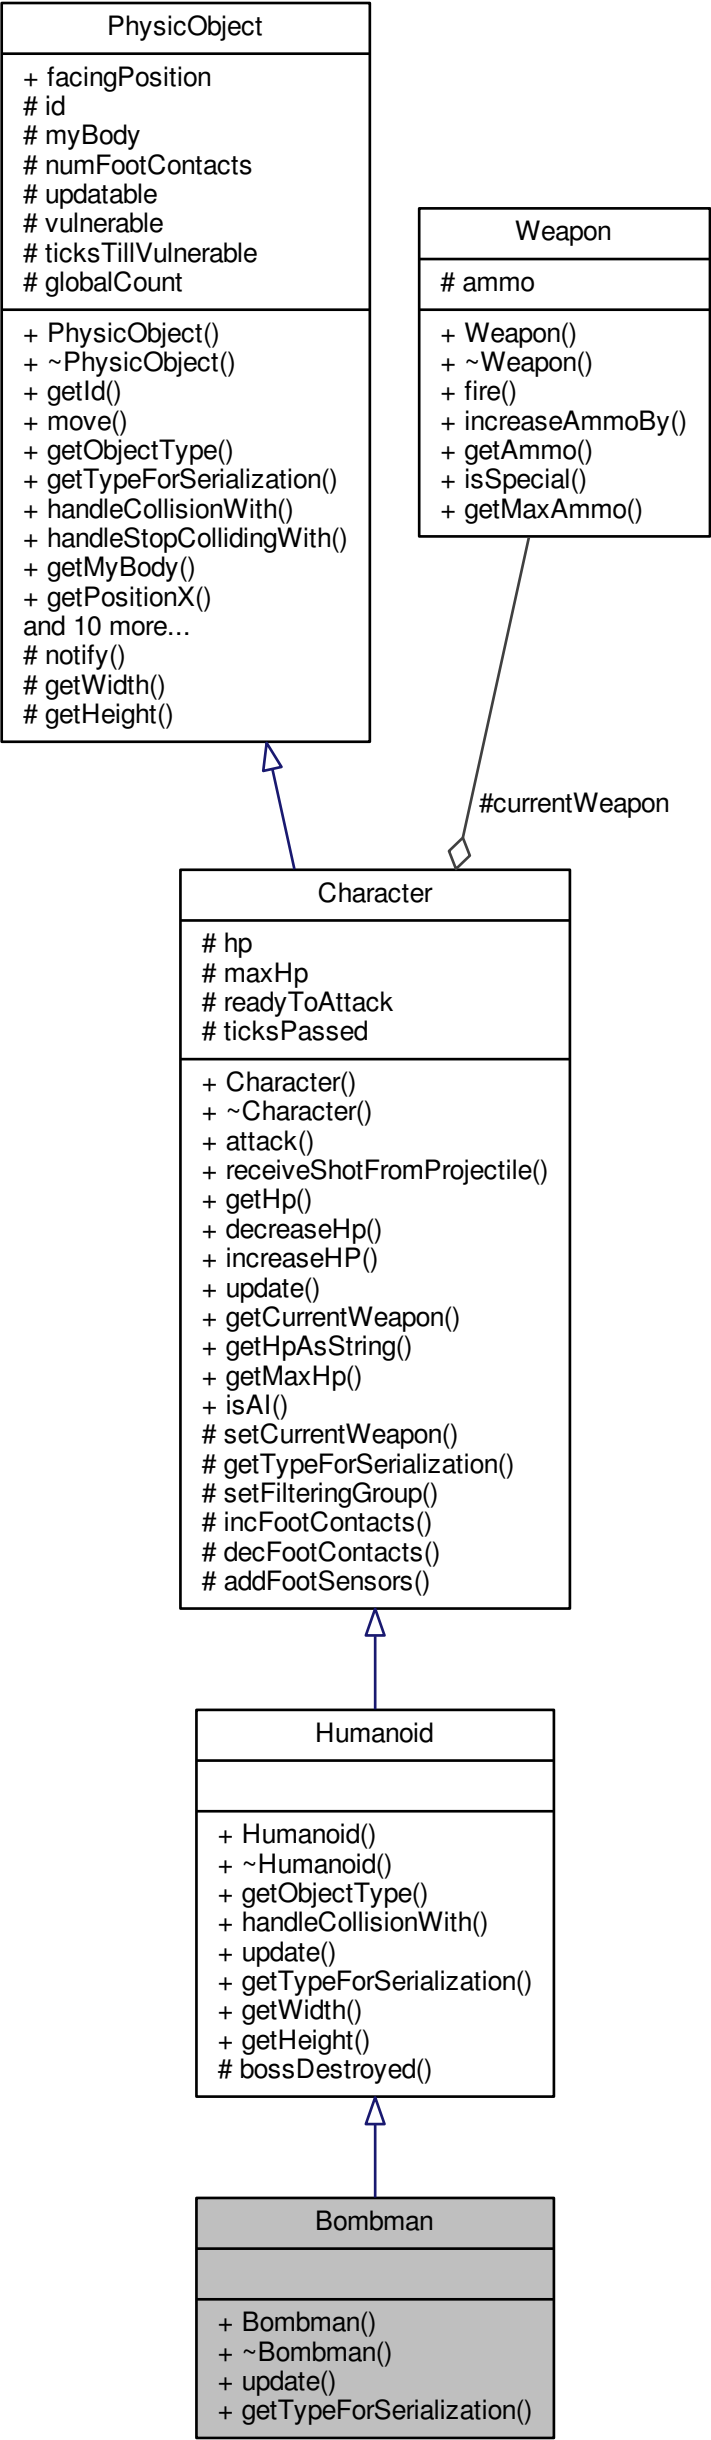 PhysicObject
+ facingPosition
# id
# myBody
# numFootContacts
# updatable
# vulnerable
# ticksTillVulnerable
# globalCount
+ PhysicObject()
+ ~PhysicObject()
+ getId()
+ move()
+ getObjectType()
+ getTypeForSerialization()
+ handleCollisionWith()
+ handleStopCollidingWith()
+ getMyBody()
+ getPositionX()
and 10 more...
# notify()
# getWidth()
# getHeight()
Weapon
# ammo
+ Weapon()
+ ~Weapon()
+ fire()
+ increaseAmmoBy()
+ getAmmo()
+ isSpecial()
+ getMaxAmmo()
#currentWeapon
Character
# hp
# maxHp
# readyToAttack
# ticksPassed
+ Character()
+ ~Character()
+ attack()
+ receiveShotFromProjectile()
+ getHp()
+ decreaseHp()
+ increaseHP()
+ update()
+ getCurrentWeapon()
+ getHpAsString()
+ getMaxHp()
+ isAI()
# setCurrentWeapon()
# getTypeForSerialization()
# setFilteringGroup()
# incFootContacts()
# decFootContacts()
# addFootSensors()
Humanoid
+ Humanoid()
+ ~Humanoid()
+ getObjectType()
+ handleCollisionWith()
+ update()
+ getTypeForSerialization()
+ getWidth()
+ getHeight()
# bossDestroyed()
Bombman
+ Bombman()
+ ~Bombman()
+ update()
+ getTypeForSerialization()